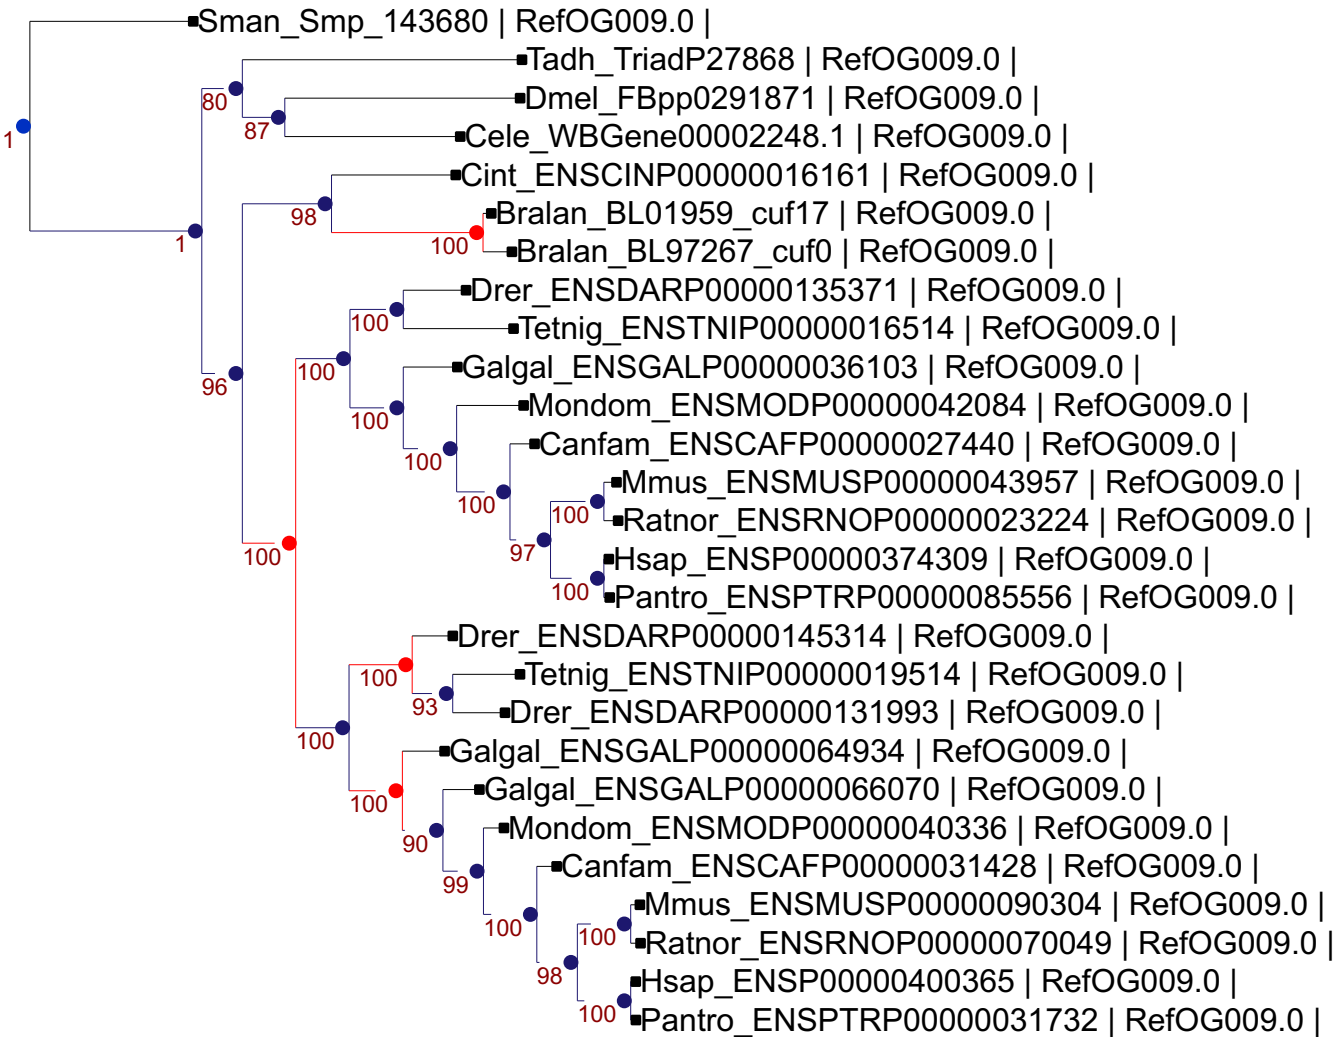 Sman_Smp_143680 | RefOG009.0 |
Tadh_TriadP27868 | RefOG009.0 |
80
Dmel_FBpp0291871 | RefOG009.0 |
87
1
Cele_WBGene00002248.1 | RefOG009.0 |
Cint_ENSCINP00000016161 | RefOG009.0 |
98
Bralan_BL01959_cuf17 | RefOG009.0 |
1
100
Bralan_BL97267_cuf0 | RefOG009.0 |
Drer_ENSDARP00000135371 | RefOG009.0 |
100
Tetnig_ENSTNIP00000016514 | RefOG009.0 |
100
Galgal_ENSGALP00000036103 | RefOG009.0 |
96
Mondom_ENSMODP00000042084 | RefOG009.0 |
100
Canfam_ENSCAFP00000027440 | RefOG009.0 |
100
Mmus_ENSMUSP00000043957 | RefOG009.0 |
100
100
Ratnor_ENSRNOP00000023224 | RefOG009.0 |
97
100
Hsap_ENSP00000374309 | RefOG009.0 |
100
Pantro_ENSPTRP00000085556 | RefOG009.0 |
Drer_ENSDARP00000145314 | RefOG009.0 |
100
Tetnig_ENSTNIP00000019514 | RefOG009.0 |
93
Drer_ENSDARP00000131993 | RefOG009.0 |
100
Galgal_ENSGALP00000064934 | RefOG009.0 |
100
Galgal_ENSGALP00000066070 | RefOG009.0 |
90
Mondom_ENSMODP00000040336 | RefOG009.0 |
99
Canfam_ENSCAFP00000031428 | RefOG009.0 |
100
Mmus_ENSMUSP00000090304 | RefOG009.0 |
100
Ratnor_ENSRNOP00000070049 | RefOG009.0 |
98
Hsap_ENSP00000400365 | RefOG009.0 |
100
Pantro_ENSPTRP00000031732 | RefOG009.0 |